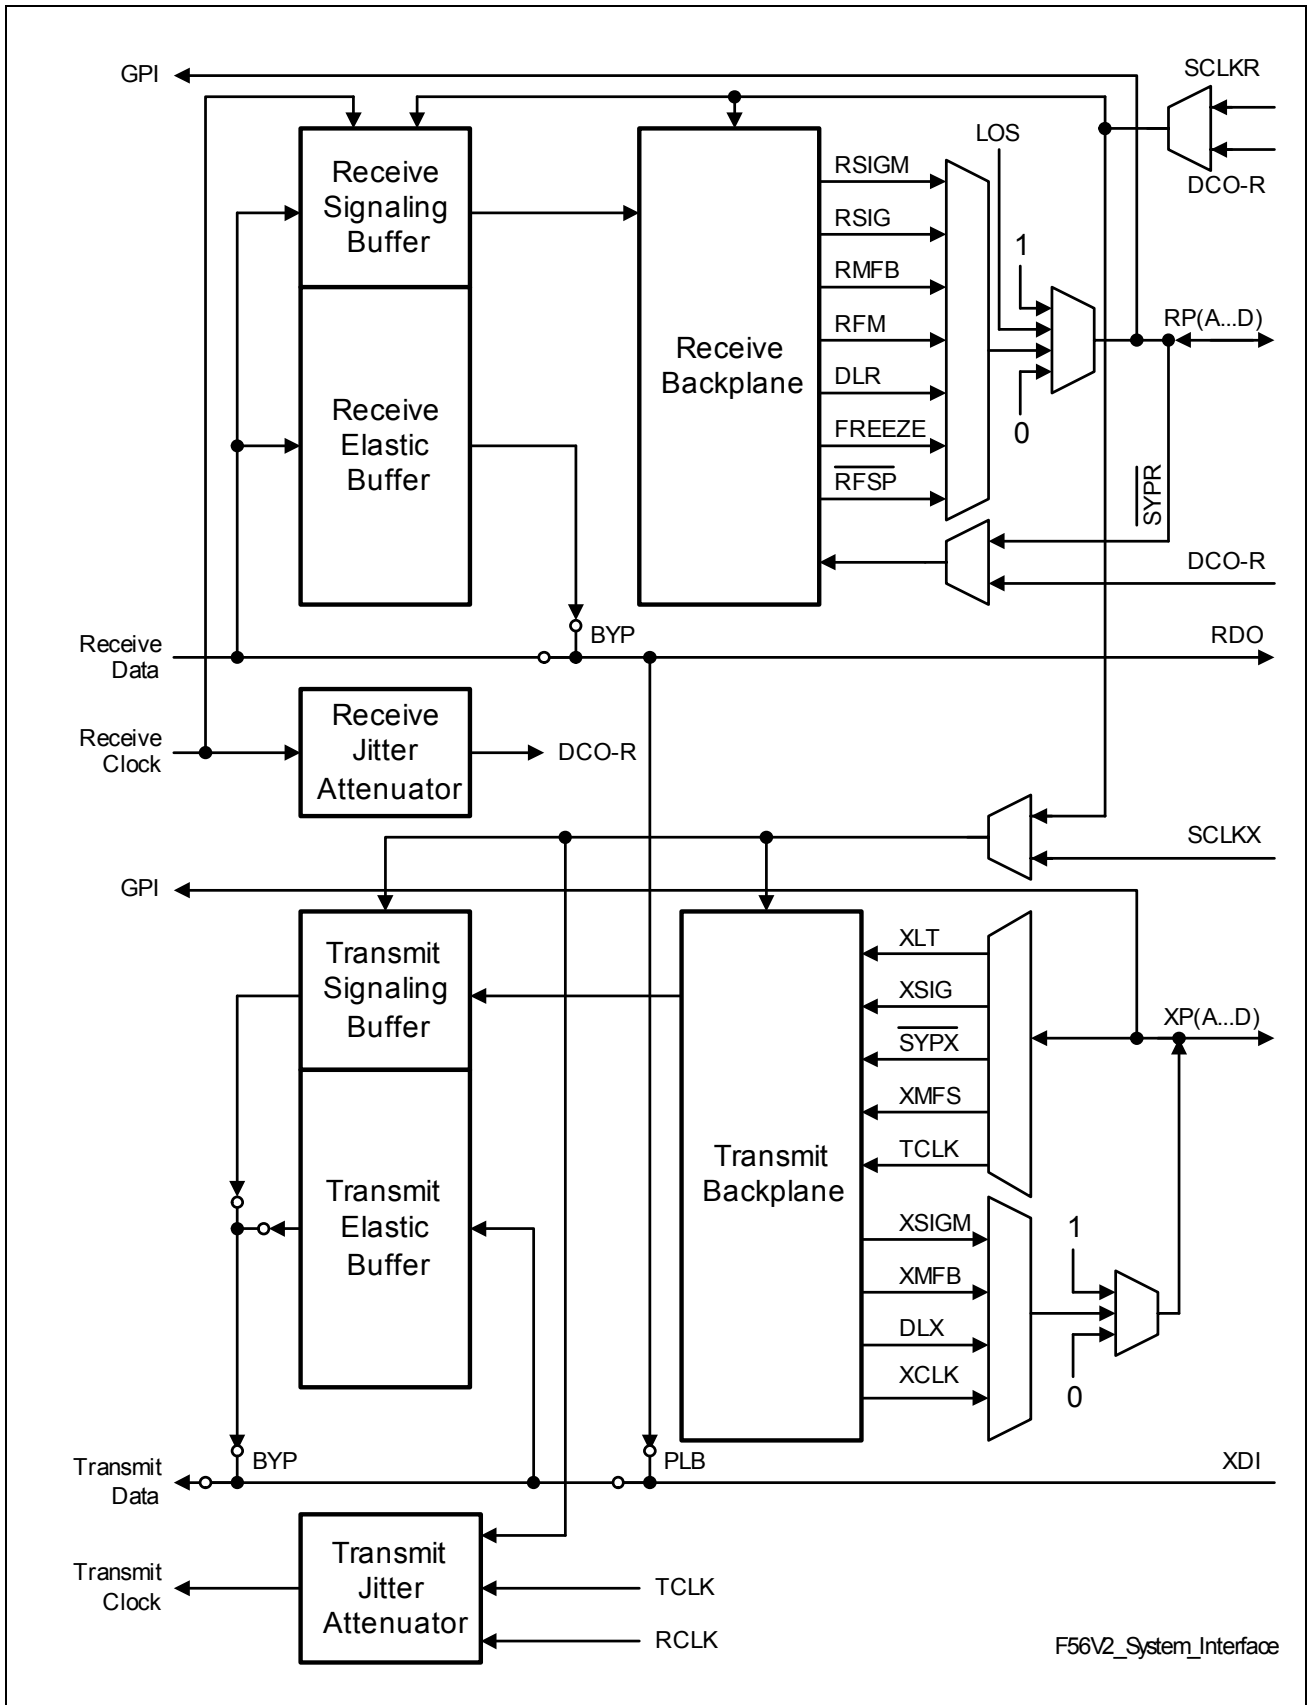 GPI
SCLKR
LOS
DCO-R
Receive
Signaling
Buffer
RSIGM
RSIG
RMFB
RFM
DLR
FREEZE
RFSP
1
0
RP(A...D)
Receive
Backplane
Receive
Elastic
Buffer
SYPR
DCO-R
BYP
RDO
Receive
Data
Receive
Clock
Receive
Jitter
Attenuator
DCO-R
SCLKX
GPI
Transmit
Signaling
Buffer
XLT
XSIG
SYPX
XMFS
TCLK
XP(A...D)
Transmit
Backplane
Transmit
Elastic
Buffer
XSIGM
XMFB
DLX
XCLK
1
0
BYP
PLB
XDI
Transmit
Data
Transmit
Jitter
Attenuator
Transmit
Clock
TCLK
RCLK
F56V2_System_Interface